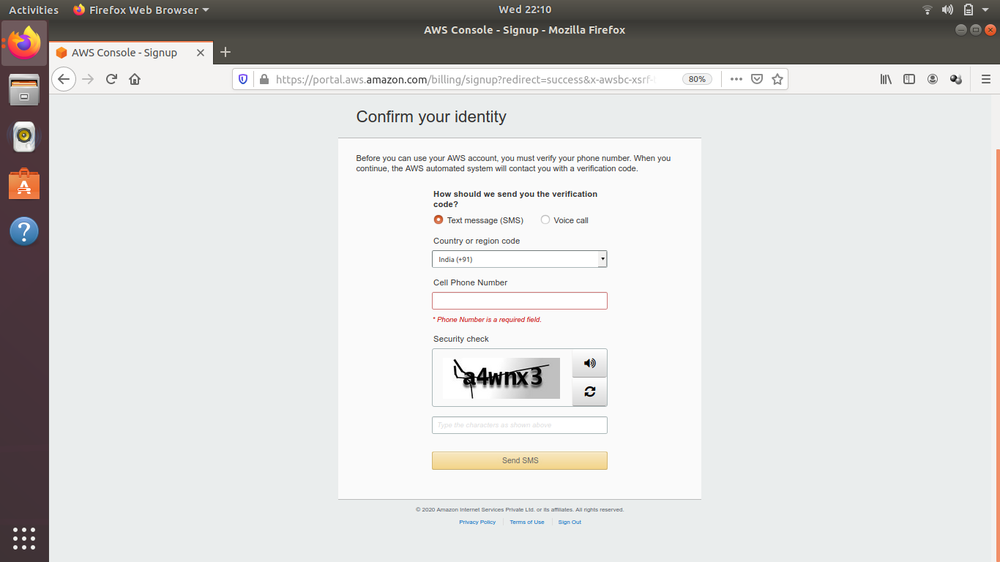 Activities
Firefox Web Browser
Wed 22:10
AWS Console - Signup - Mozilla Firefox
AWS Console - Signup
https://portal.aws.amazon.com/billing/signup?redirect=success&x-awsbc-xsrf-
80%
Confirm your identity
Before you can use your AWS account, you must verify your phone number. When you
continue, the AWS automated system will contact you with a verification code.
How should we send you the verification
code?
Text message (SMS)
Voice call
Country or region code
India (+91)
Cell Phone Number
* Phone Number is a required field.
Security check
a4wnx3
Type the characters as shown above
Send SMS
© 2020 Amazon Internet Services Private Ltd. or its affiliates. All rights reserved.
Privacy Policy
Terms of Use
Sign Out